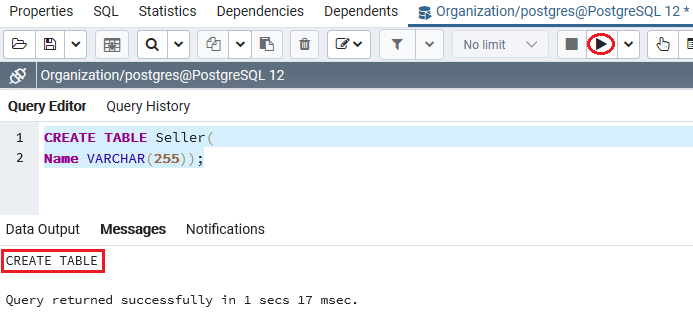 Properties SQL Statistics Dependencies Dependents Organization/postgres@PostgreSQL 12 *
No limit
Organization/postgres@PostgreSQL 12
Query Editor Query History
1 CREATE TABLE Seller(
2 Name VARCHAR(255));
Data Output Messages Notifications
CREATE TABLE
Query returned successfully in 1 secs 17 msec.